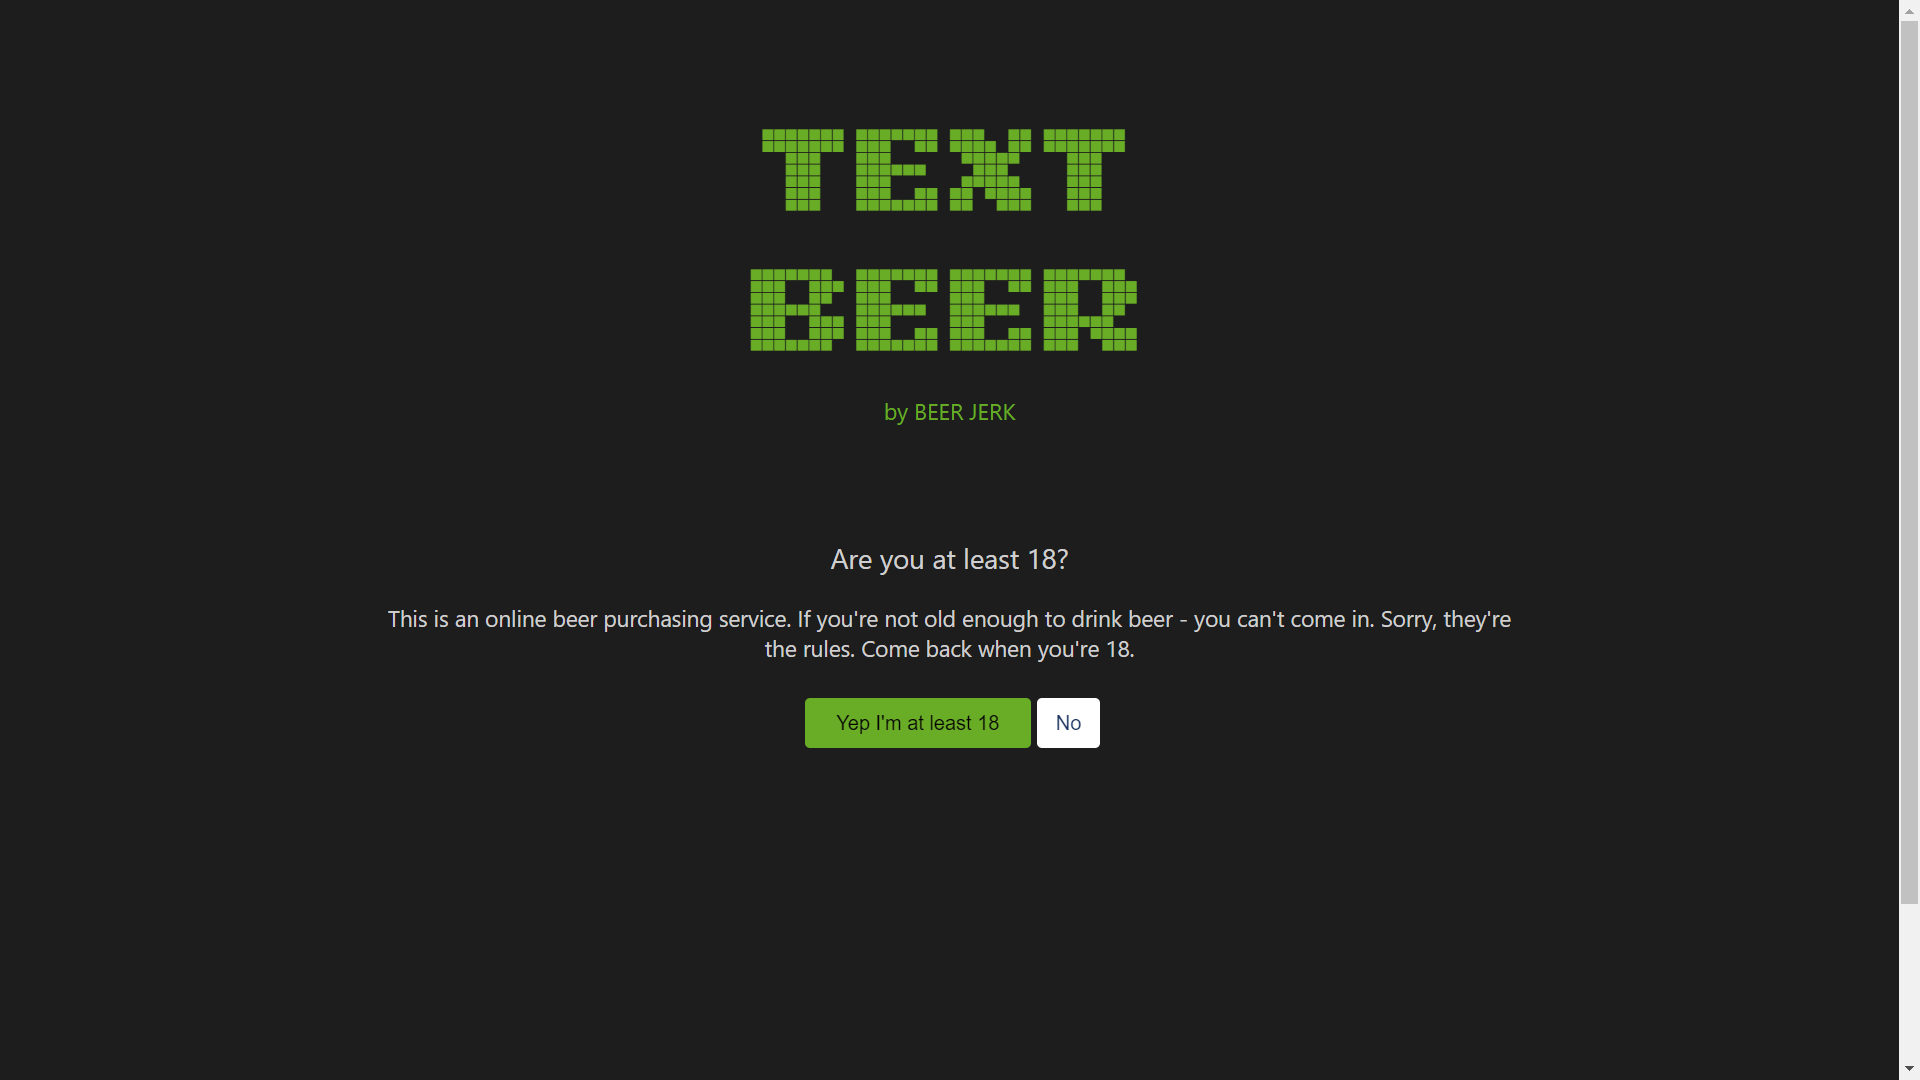 TEXT
BEER
by BEER JERK
Are you at least 18?
This is an online beer purchasing service. If you're not old enough to drink beer - you can't come in. Sorry, they're
the rules. Come back when you're 18.
Yep I'm at least 18 No